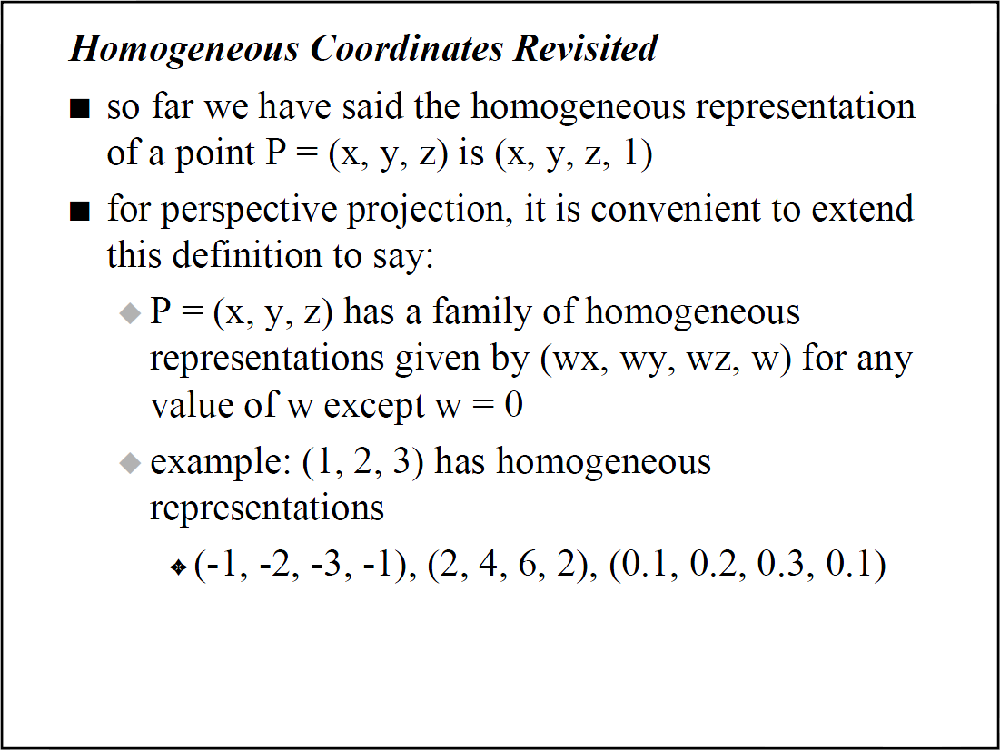 Homogeneous Coordinates Revisited
■ so far we have said the homogeneous representation
of a point P = (x, y, z) is (x, y, z, 1)
■ for perspective projection, it is convenient to extend
this definition to say:
◆ P = (x, y, z) has a family of homogeneous
representations given by (wx, wy, wz, w) for any
value of w except w = 0
◆ example: (1, 2, 3) has homogeneous
representations
✥ (-1, -2, -3, -1), (2, 4, 6, 2), (0.1, 0.2, 0.3, 0.1)